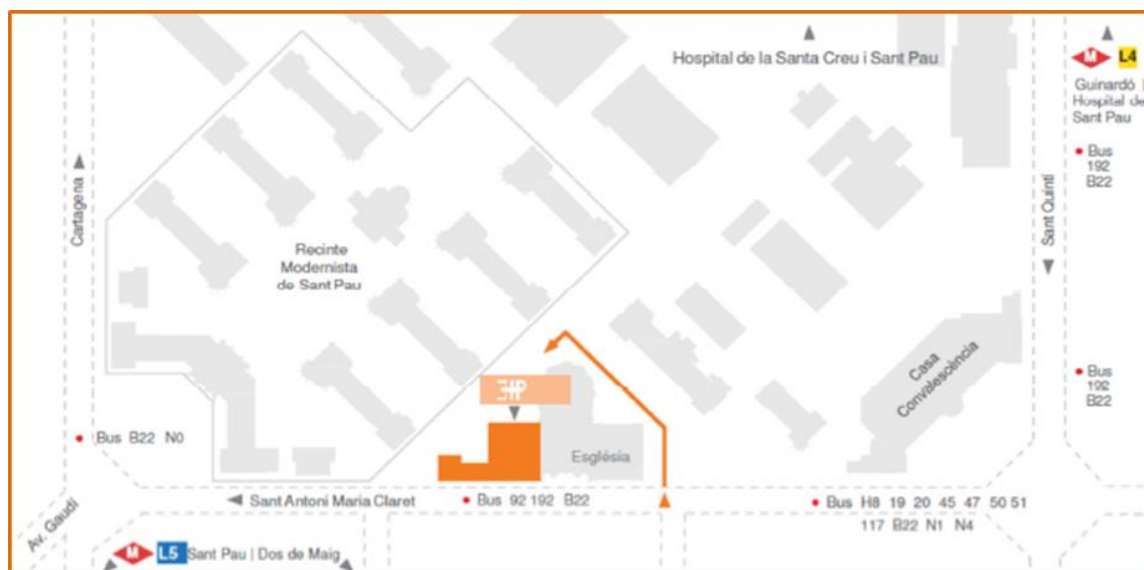 Hospital de la Santa Creu i Sant Pau
M L4
Guinardó
Hospital de
Sant Pau
Bus
192
B22
Cartagena
Sant Quintí
Recinte
Modernista
de Sant Pau
Casa
Convalescència
Bus
192
B22
Bus B22 N0
Església
Sant Antoni Maria Claret
Bus 92 192 B22
Bus H8 19 20 45 47 50 51
117 B22 N1 N4
Av. Gaudí
M L5 Sant Pau | Dos de Maig